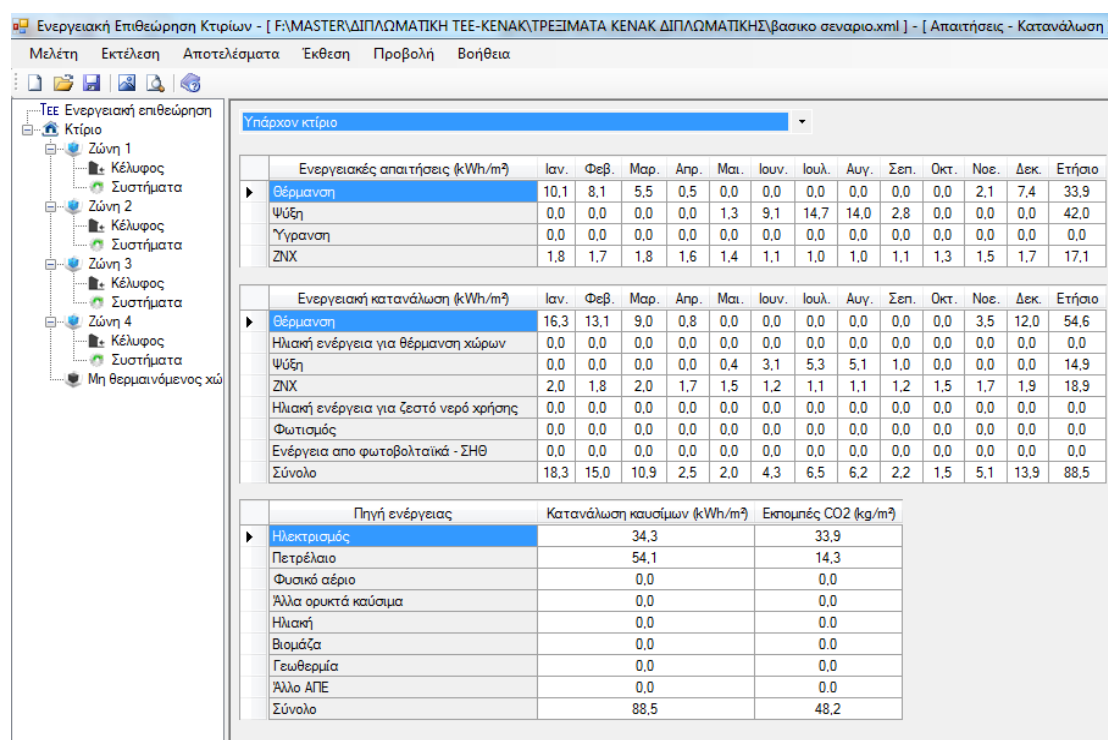 Ενεργειακή Επιθεώρηση Κτιρίων - [ F:\MASTER\ΔΙΠΛΩΜΑΤΙΚΗ ΤΕΕ-ΚΕΝΑΚ\ΤΡΕΞΙΜΑΤΑ ΚΕΝΑΚ ΔΙΠΛΩΜΑΤΙΚΗΣ\βασικο σεναριο.xml ] - [ Απαιτήσεις - Κατανάλωση
Μελέτη Εκτέλεση Αποτελέσματα Έκθεση Προβολή Βοήθεια
ΤΕΕ Ενεργειακή επιθεώρηση
Κτίριο
Ζώνη 1
Κέλυφος
Συστήματα
Ζώνη 2
Κέλυφος
Συστήματα
Ζώνη 3
Κέλυφος
Συστήματα
Ζώνη 4
Κέλυφος
Συστήματα
Μη θερμαινόμενος χώ
Υπάρχον κτίριο
Ενεργειακές απαιτήσεις (kWh/m²) Ιαν. Φεβ. Μαρ. Απρ. Μαι. Ιουν. Ιουλ. Αυγ. Σεπ. Οκτ. Νοε. Δεκ. Ετήσιο
Θέρμανση 10,1 8,1 5,5 0,5 0,0 0,0 0,0 0,0 0,0 0,0 2,1 7,4 33,9
Ψύξη 0,0 0,0 0,0 0,0 1,3 9,1 14,7 14,0 2,8 0,0 0,0 0,0 42,0
Ύγρανση 0,0 0,0 0,0 0,0 0,0 0,0 0,0 0,0 0,0 0,0 0,0 0,0 0,0
ΖΝΧ 1,8 1,7 1,8 1,6 1,4 1,1 1,0 1,0 1,1 1,3 1,5 1,7 17,1
Ενεργειακή κατανάλωση (kWh/m²) Ιαν. Φεβ. Μαρ. Απρ. Μαι. Ιουν. Ιουλ. Αυγ. Σεπ. Οκτ. Νοε. Δεκ. Ετήσιο
Θέρμανση 16,3 13,1 9,0 0,8 0,0 0,0 0,0 0,0 0,0 0,0 3,5 12,0 54,6
Ηλιακή ενέργεια για θέρμανση χώρων 0,0 0,0 0,0 0,0 0,0 0,0 0,0 0,0 0,0 0,0 0,0 0,0 0,0
Ψύξη 0,0 0,0 0,0 0,0 0,4 3,1 5,3 5,1 1,0 0,0 0,0 0,0 14,9
ΖΝΧ 2,0 1,8 2,0 1,7 1,5 1,2 1,1 1,1 1,2 1,5 1,7 1,9 18,9
Ηλιακή ενέργεια για ζεστό νερό χρήσης 0,0 0,0 0,0 0,0 0,0 0,0 0,0 0,0 0,0 0,0 0,0 0,0 0,0
Φωτισμός 0,0 0,0 0,0 0,0 0,0 0,0 0,0 0,0 0,0 0,0 0,0 0,0 0,0
Ενέργεια απο φωτοβολταϊκά - ΣΗΘ 0,0 0,0 0,0 0,0 0,0 0,0 0,0 0,0 0,0 0,0 0,0 0,0 0,0
Σύνολο 18,3 15,0 10,9 2,5 2,0 4,3 6,5 6,2 2,2 1,5 5,1 13,9 88,5
Πηγή ενέργειας Κατανάλωση καυσίμων (kWh/m²) Εκπομπές CO2 (kg/m²)
Ηλεκτρισμός 34,3 33,9
Πετρέλαιο 54,1 14,3
Φυσικό αέριο 0,0 0,0
Άλλα ορυκτά καύσιμα 0,0 0,0
Ηλιακή 0,0 0.0
Βιομάζα 0,0 0.0
Γεωθερμία 0,0 0.0
Άλλο ΑΠΕ 0,0 0.0
Σύνολο 88,5 48,2